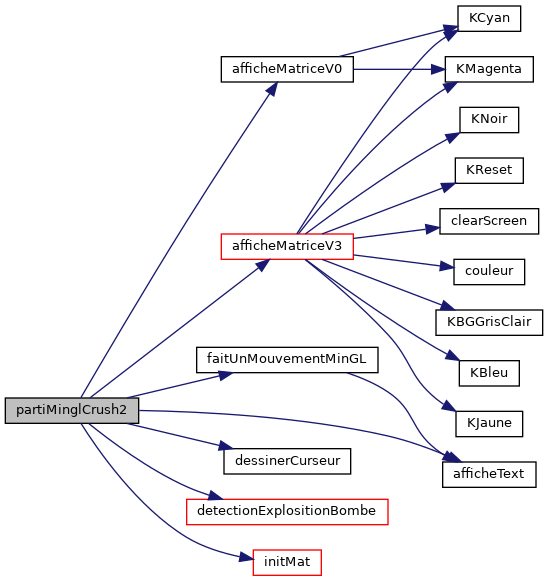 KCyan
afficheMatriceV0
KMagenta
KNoir
KReset
clearScreen
afficheMatriceV3
couleur
KBGGrisClair
faitUnMouvementMinGL
KBleu
partiMinglCrush2
KJaune
dessinerCurseur
afficheText
detectionExplositionBombe
initMat